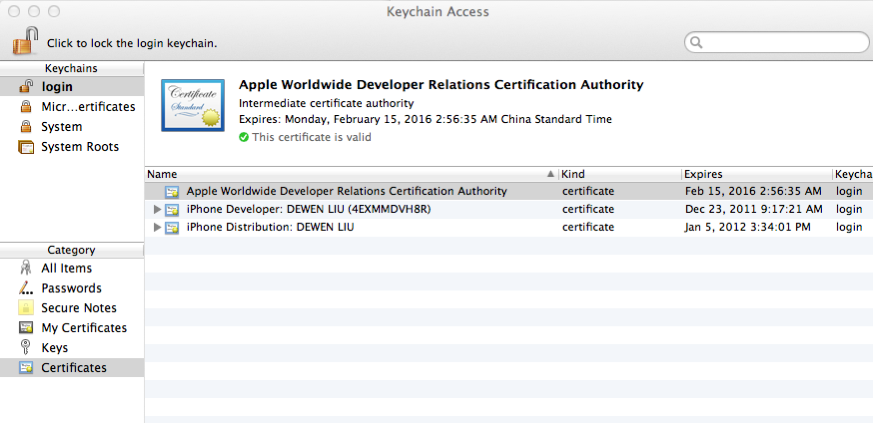 Keychain Access
Click to lock the login keychain.
Keychains
login
Micr...ertificates
System
System Roots
Certificate
Standard
Apple Worldwide Developer Relations Certification Authority
Intermediate certificate authority
Expires: Monday, February 15, 2016 2:56:35 AM China Standard Time
This certificate is valid
Name Kind Expires Keycha
Apple Worldwide Developer Relations Certification Authority certificate Feb 15, 2016 2:56:35 AM login
iPhone Developer: DEWEN LIU (4EXMMDVH8R) certificate Dec 23, 2011 9:17:21 AM login
iPhone Distribution: DEWEN LIU certificate Jan 5, 2012 3:34:01 PM login
Category
All Items
Passwords
Secure Notes
My Certificates
Keys
Certificates